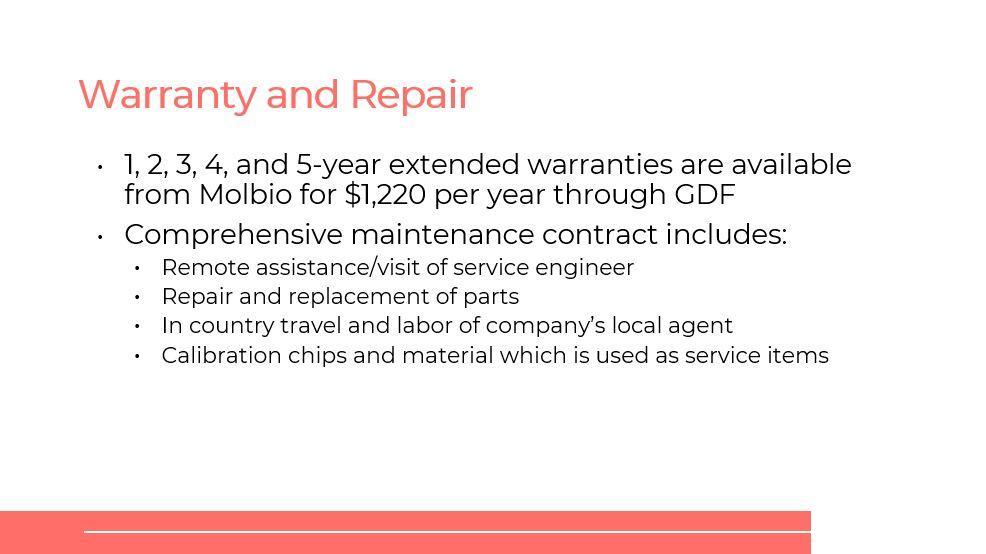 Warranty and Repair
• 1, 2, 3, 4, and 5-year extended warranties are available
from Molbio for $1,220 per year through GDF
• Comprehensive maintenance contract includes:
• Remote assistance/visit of service engineer
• Repair and replacement of parts
• In country travel and labor of company’s local agent
• Calibration chips and material which is used as service items